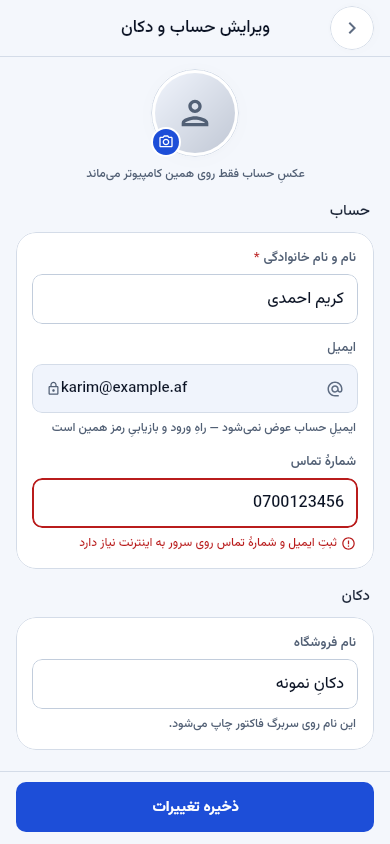 ویرایش حساب و دکان
عکسِ حساب فقط روی همین کامپیوتر می‌ماند
حساب
نام و نام خانوادگی *
کریم احمدی
ایمیل
karim@example.af
ایمیلِ حساب عوض نمی‌شود — راهِ ورود و بازیابیِ رمز همین است
شمارهٔ تماس
0700123456
ثبتِ ایمیل و شمارهٔ تماس روی سرور به اینترنت نیاز دارد
دکان
نام فروشگاه
دکانِ نمونه
این نام روی سربرگ فاکتور چاپ می‌شود.
ذخیره تغییرات